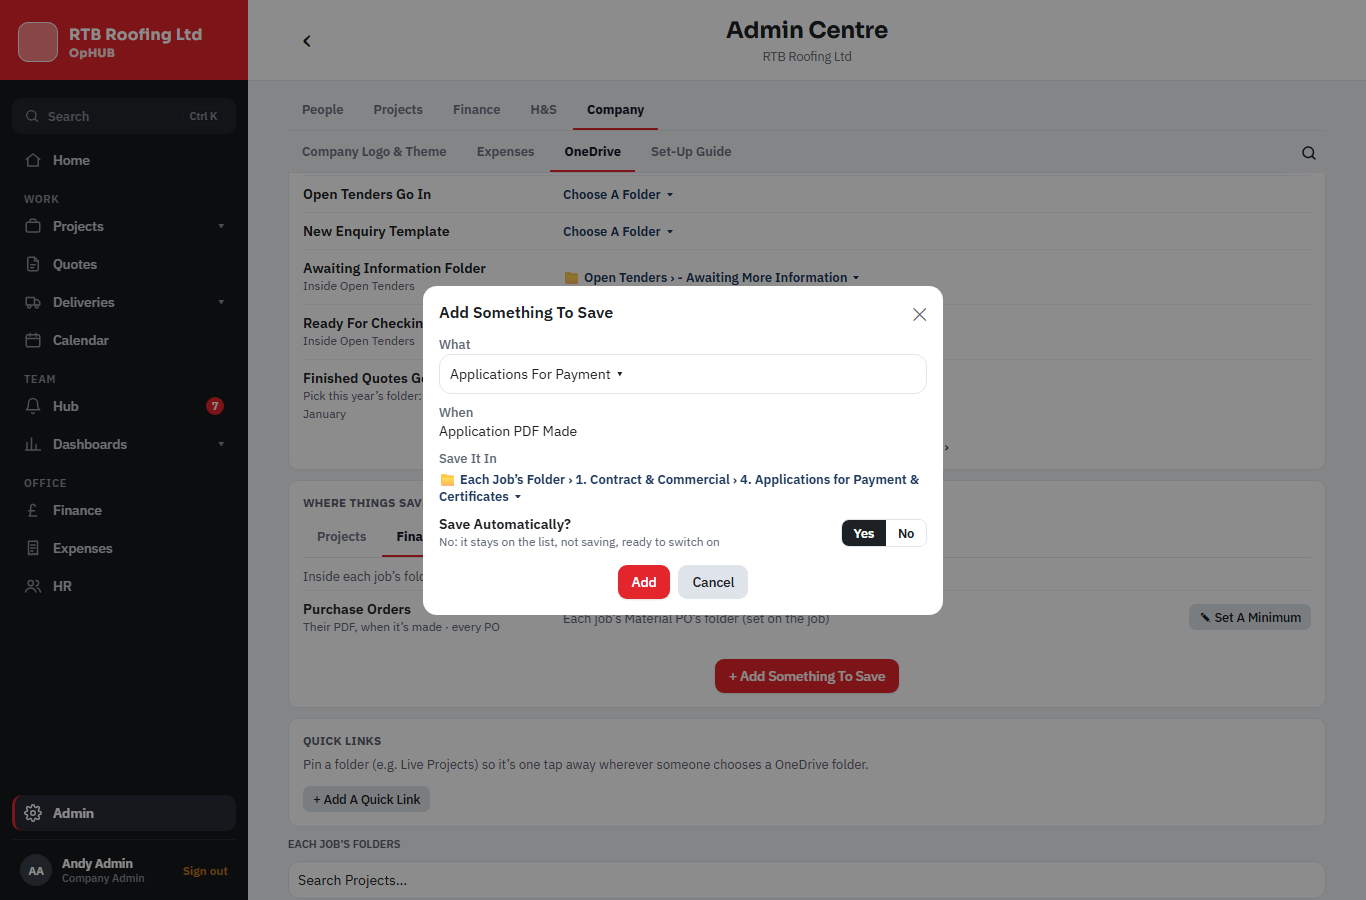 RTB Roofing Ltd
OpHUB
Search
Ctrl K
Home
WORK
Projects
Quotes
Deliveries
Calendar
TEAM
Hub
7
Dashboards
OFFICE
Finance
Expenses
HR
Admin
AA
Andy Admin
Company Admin
Sign out
Admin Centre
RTB Roofing Ltd
People
Projects
Finance
H&S
Company
Company Logo & Theme
Expenses
OneDrive
Set-Up Guide
Open Tenders Go In
Choose A Folder
New Enquiry Template
Choose A Folder
Awaiting Information Folder
Inside Open Tenders
Open Tenders › - Awaiting More Information
Ready For Checkin
Inside Open Tenders
Finished Quotes G
Pick this year's folder:
January
›
Add Something To Save
What
Applications For Payment
When
Application PDF Made
Save It In
Each Job's Folder › 1. Contract & Commercial › 4. Applications for Payment &
Certificates
Save Automatically?
No: it stays on the list, not saving, ready to switch on
Yes
No
Add
Cancel
WHERE THINGS SAV
Projects
Fina
Inside each job's fol
Purchase Orders
Their PDF, when it's made · every PO
Each job's Material PO's folder (set on the job)
Set A Minimum
+ Add Something To Save
QUICK LINKS
Pin a folder (e.g. Live Projects) so it's one tap away wherever someone chooses a OneDrive folder.
+ Add A Quick Link
EACH JOB'S FOLDERS
Search Projects...